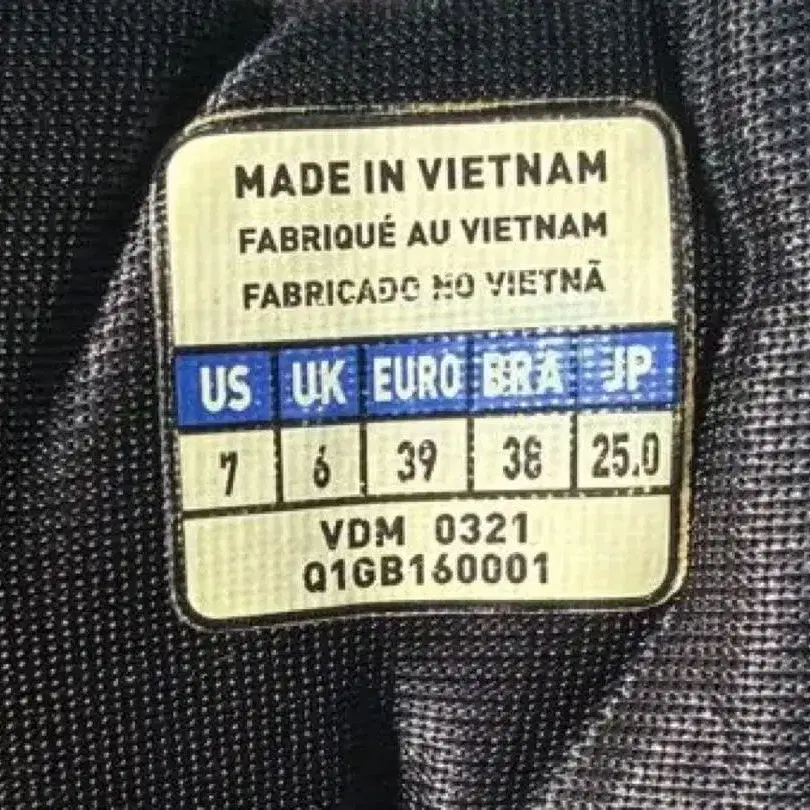 MADE IN VIETNAM
FABRIQUÉ AU VIETNAM
FABRICADO NO VIETNÃ
US UK EURO BRA JP
7 6 39 38 25.0
VDM 0321
Q1GB160001